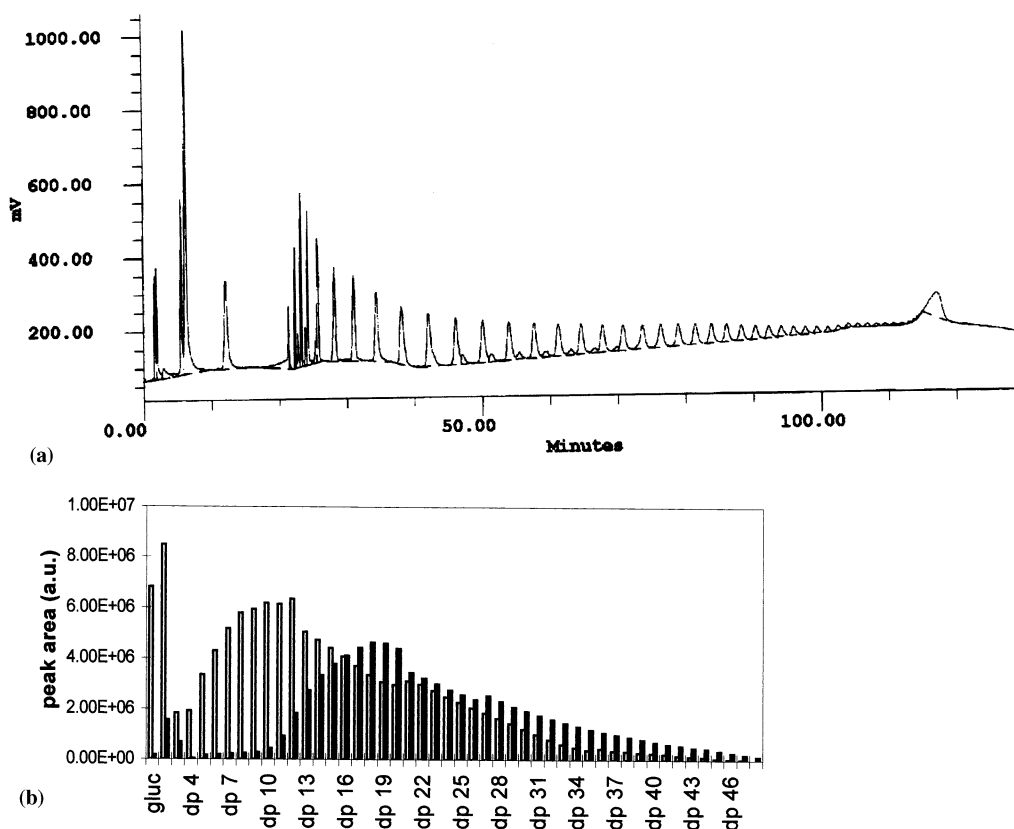 1000.00
800.00
600.00
mV
400.00
200.00
0.00
50.00
100.00
Minutes
(a)
1.00E+07
8.00E+06
6.00E+06
4.00E+06
2.00E+06
0.00E+00
peak area (a.u.)
gluc
dp 4
dp 7
dp 10
dp 13
dp 16
dp 19
dp 22
dp 25
dp 28
dp 31
dp 34
dp 37
dp 40
dp 43
dp 46
(b)